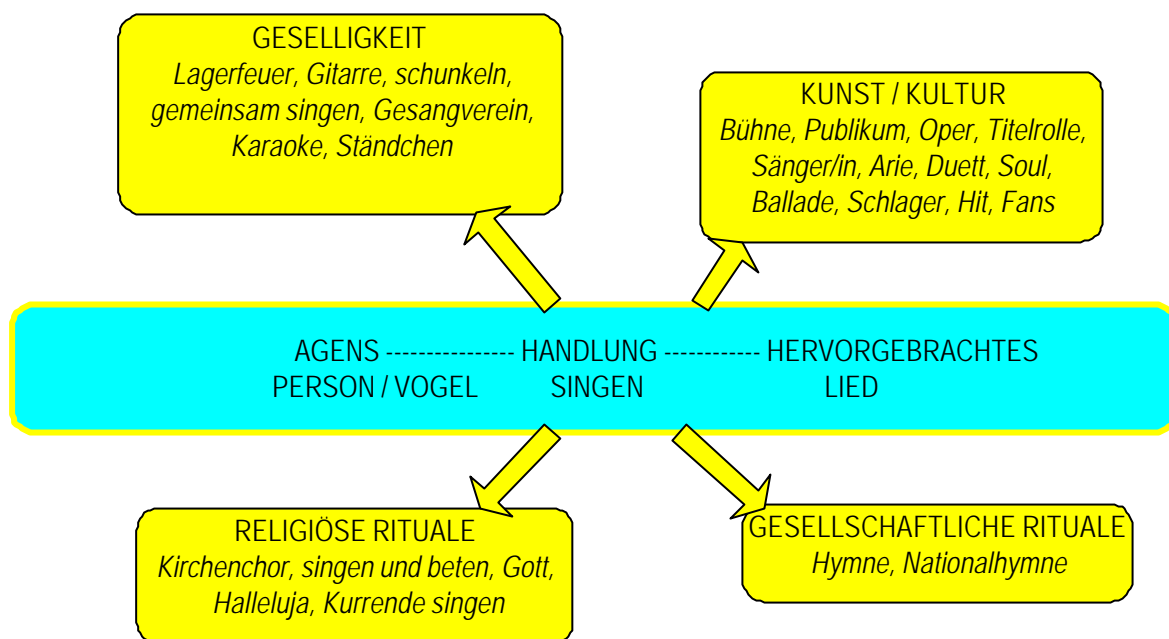 GESELLIGKEIT
Lagerfeuer, Gitarre, schunkeln,
gemeinsam singen, Gesangverein,
Karaoke, Ständchen
KUNST / KULTUR
Bühne, Publikum, Oper, Titelrolle,
Sänger/in, Arie, Duett, Soul,
Ballade, Schlager, Hit, Fans
AGENS ---------------- HANDLUNG ------------ HERVORGEBRACHTES
PERSON / VOGEL SINGEN LIED
RELIGIÖSE RITUALE
Kirchenchor, singen und beten, Gott,
Halleluja, Kurrende singen
GESELLSCHAFTLICHE RITUALE
Hymne, Nationalhymne